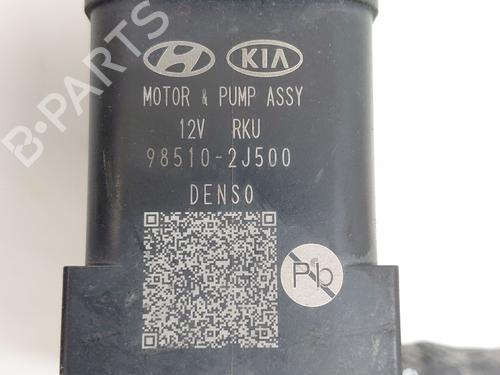 KIA
MOTOR & PUMP ASSY
12V RKU
98510-2J500
DENSO
Pb
B-PARTS